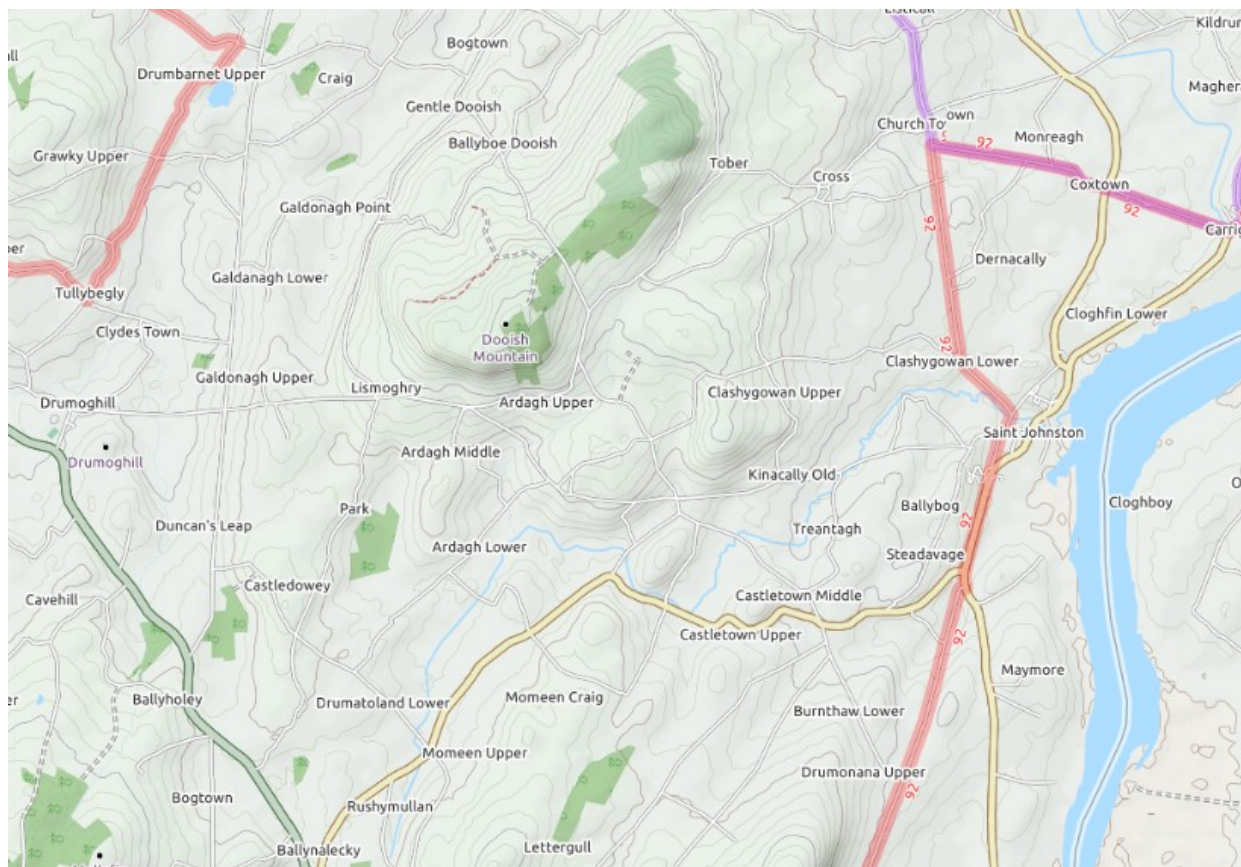 Listicall
Kildrum
Bogtown
Drumbarnet Upper
Craig
Maghera
Gentle Dooish
Church Town
Monreagh
92
Ballyboe Dooish
Grawky Upper
Tober
Cross
Coxtown
92
Galdonagh Point
92
Carrig
Dernacally
Galdanagh Lower
Tullybegly
Cloghfin Lower
Clydes Town
Dooish
Mountain
92
Clashygowan Lower
Galdonagh Upper
Lismoghry
Clashygowan Upper
Drumoghill
Ardagh Upper
Saint Johnston
Ardagh Middle
Drumoghill
Kinacally Old
Ballybog
Cloghboy
Park
Duncan's Leap
Treantagh
92
Ardagh Lower
Steadavage
Castledowey
Castletown Middle
Cavehill
Castletown Upper
92
Maymore
Ballyholey
Drumatoland Lower
Momeen Craig
Burnthaw Lower
Momeen Upper
Drumonana Upper
92
Bogtown
Rushymullan
Ballynalecky
Lettergull